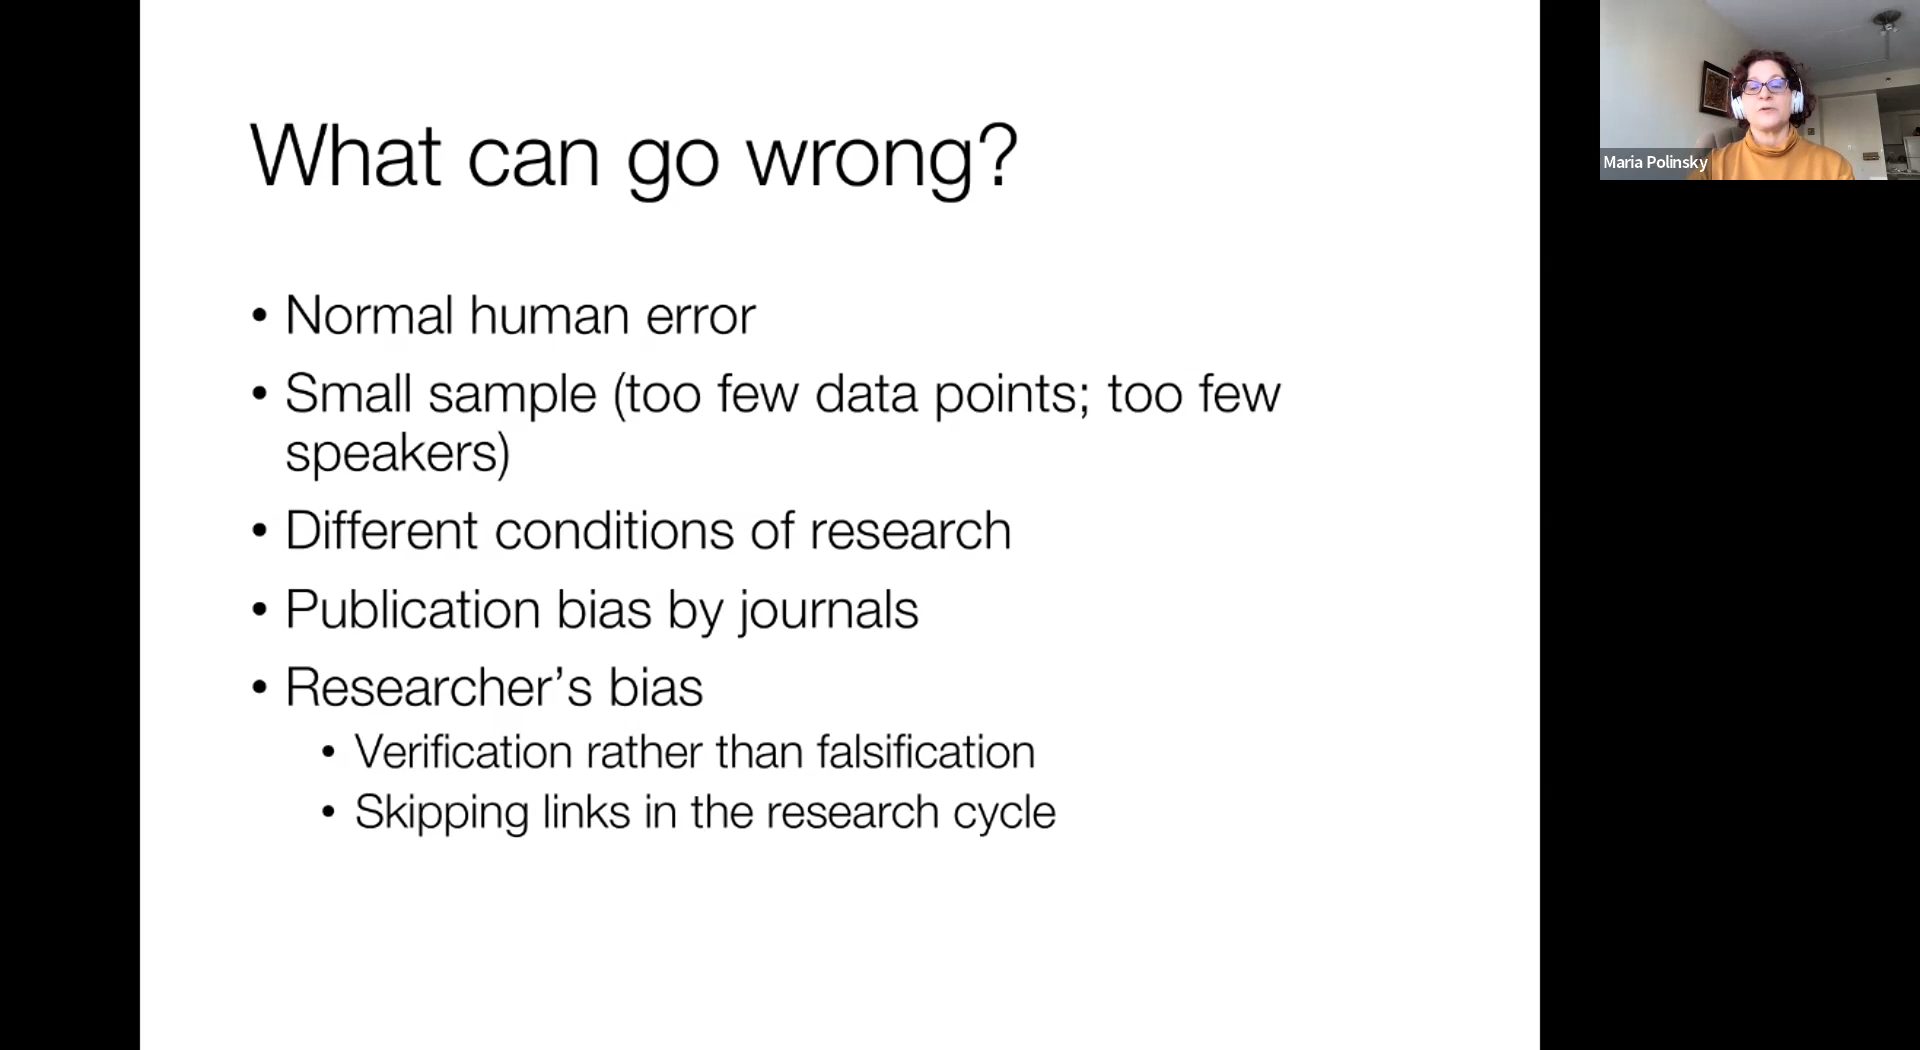 What can go wrong?
• Normal human error
• Small sample (too few data points; too few
speakers)
• Different conditions of research
• Publication bias by journals
• Researcher’s bias
• Verification rather than falsification
• Skipping links in the research cycle
Maria Polinsky